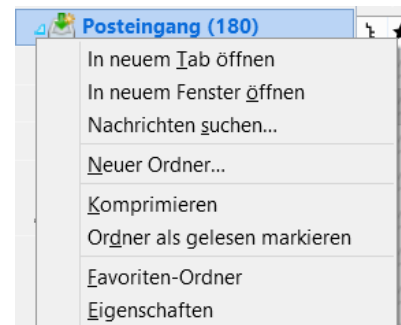 Posteingang (180)
In neuem Tab öffnen
In neuem Fenster öffnen
Nachrichten suchen...
Neuer Ordner...
Komprimieren
Ordner als gelesen markieren
Favoriten-Ordner
Eigenschaften